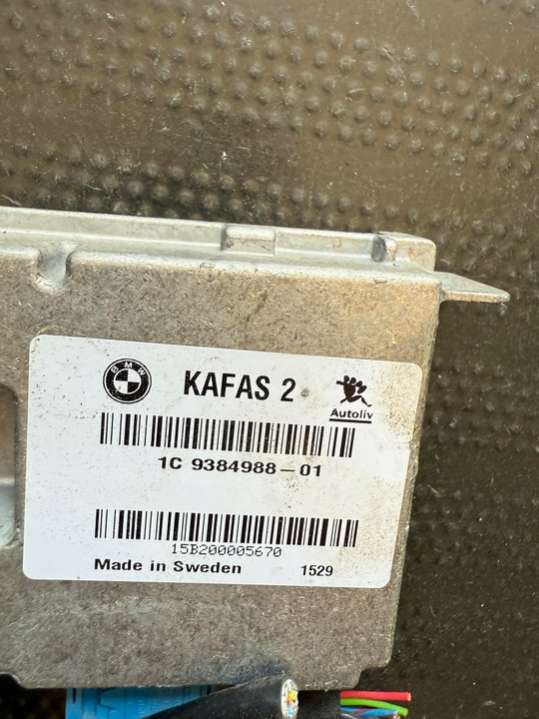 BMW
KAFAS 2
Autoliv
1C 9384988-01
15B200005670
Made in Sweden 1529